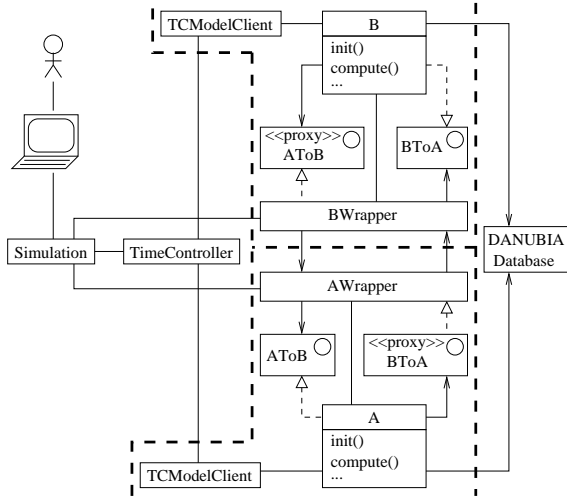 TCModelClient
B
init()
compute()
...
<<proxy>>
AToB
BToA
BWrapper
Simulation
TimeController
DANUBIA
Database
AWrapper
AToB
<<proxy>>
BToA
A
init()
compute()
...
TCModelClient